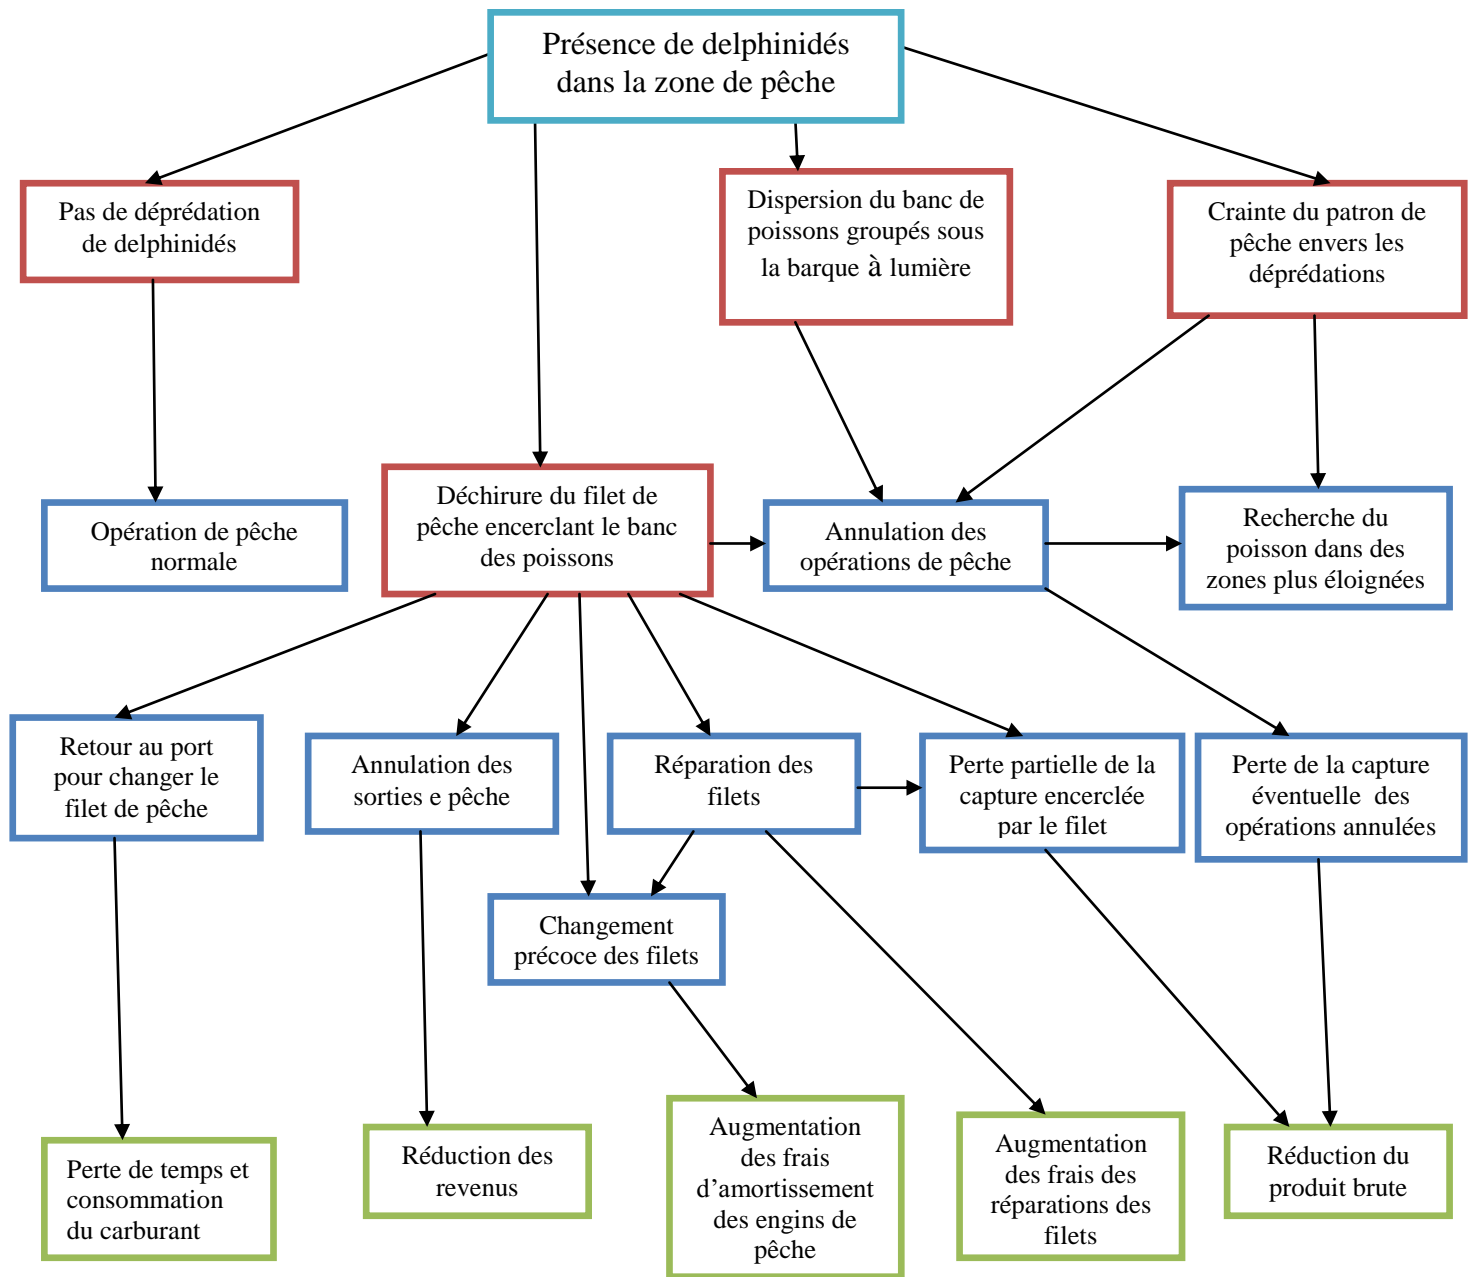 Présence de delphinidés
dans la zone de pêche
Pas de déprédation
de delphinidés
Dispersion du banc de
poissons groupés sous
la barque à lumière
Crainte du patron de
pêche envers les
déprédations
Opération de pêche
normale
Déchirure du filet de
pêche encerclant le banc
des poissons
Annulation des
opérations de pêche
Recherche du
poisson dans des
zones plus éloignées
Retour au port
pour changer le
filet de pêche
Annulation des
sorties e pêche
Réparation des
filets
Perte partielle de la
capture encerclée
par le filet
Perte de la capture
éventuelle des
opérations annulées
Changement
précoce des filets
Perte de temps et
consommation
du carburant
Réduction des
revenus
Augmentation
des frais
d’amortissement
des engins de
pêche
Augmentation
des frais des
réparations des
filets
Réduction du
produit brute